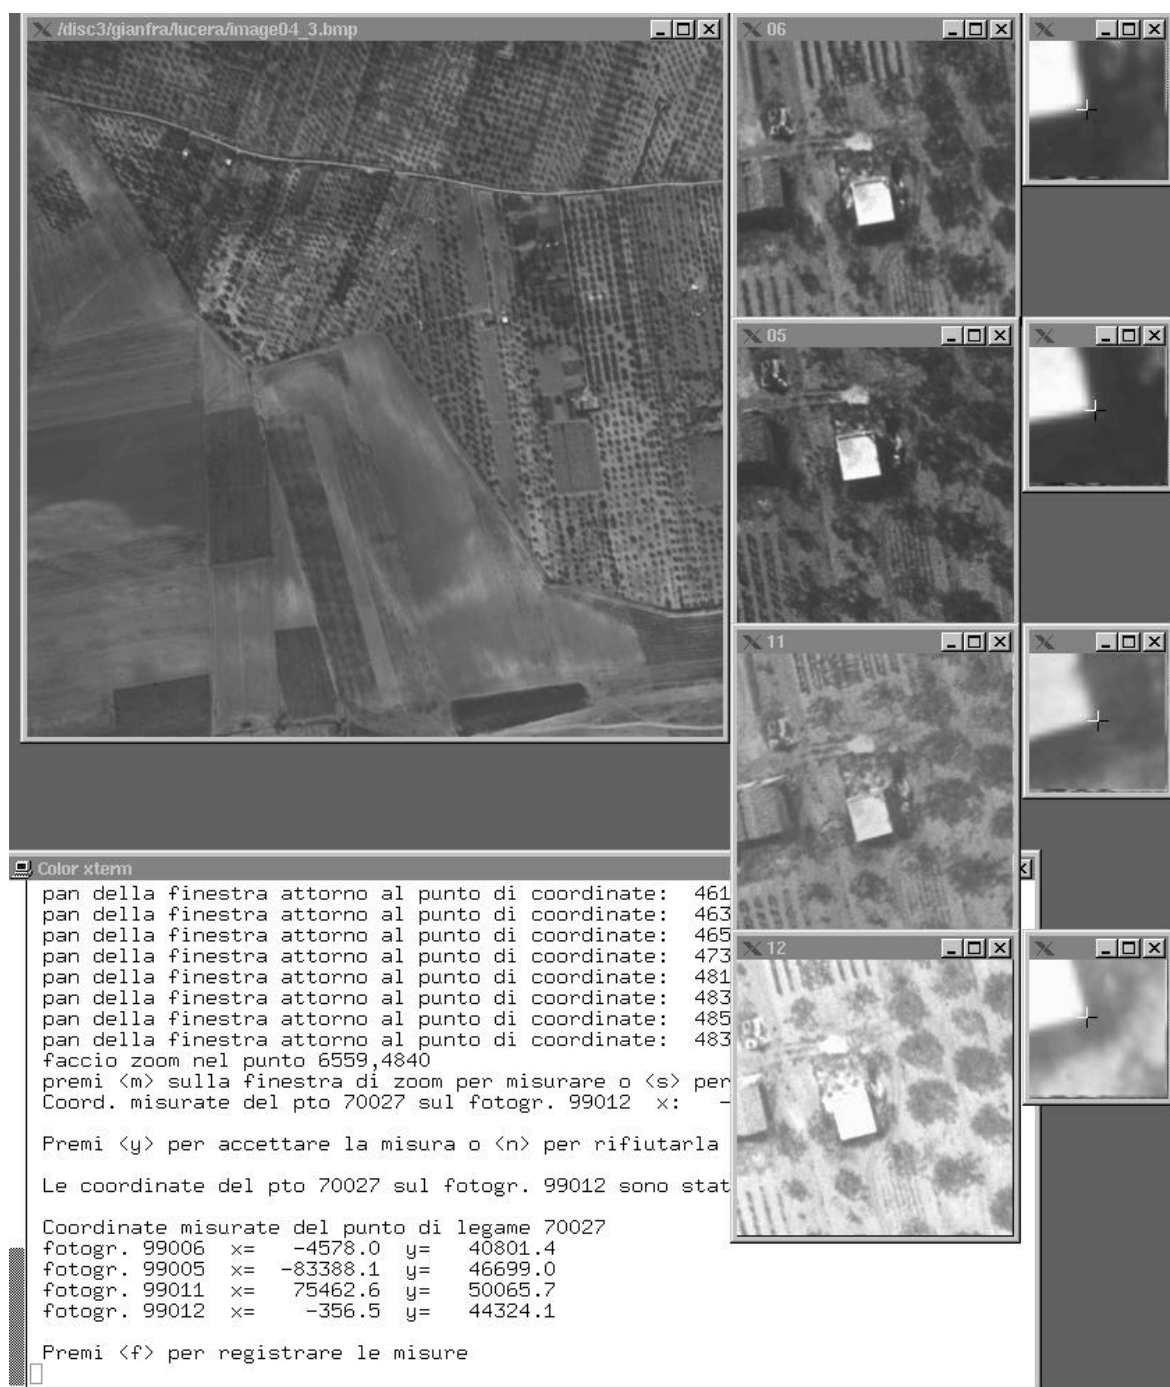 /disc3/gianfra/lucera/image04_3.bmp
06
05
11
12
Color xterm
pan della finestra attorno al punto di coordinate: 461
pan della finestra attorno al punto di coordinate: 463
pan della finestra attorno al punto di coordinate: 465
pan della finestra attorno al punto di coordinate: 473
pan della finestra attorno al punto di coordinate: 481
pan della finestra attorno al punto di coordinate: 483
pan della finestra attorno al punto di coordinate: 485
pan della finestra attorno al punto di coordinate: 483
faccio zoom nel punto 6559,4840
premi <m> sulla finestra di zoom per misurare o <s> per
Coord. misurate del pto 70027 sul fotogr. 99012 x: -
Premi <y> per accettare la misura o <n> per rifiutarla
Le coordinate del pto 70027 sul fotogr. 99012 sono stat
Coordinate misurate del punto di legame 70027
fotogr. 99006 x= -4578.0 y= 40801.4
fotogr. 99005 x= -83388.1 y= 46699.0
fotogr. 99011 x= 75462.6 y= 50065.7
fotogr. 99012 x= -356.5 y= 44324.1
Premi <f> per registrare le misure